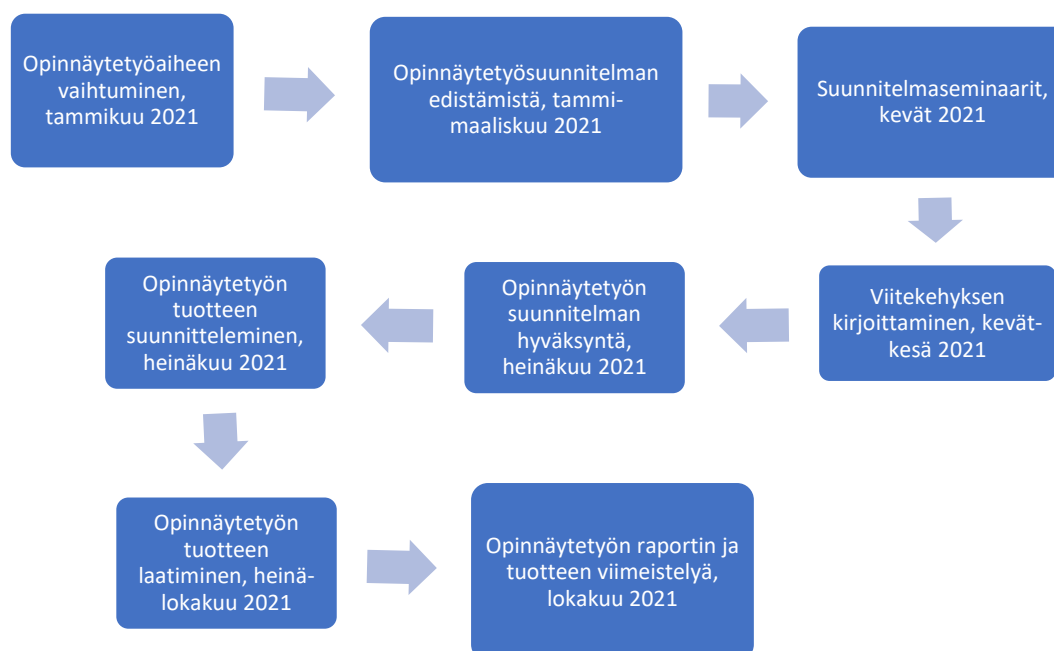 Opinnäytetyöaiheen
vaihtuminen,
tammikuu 2021
Opinnäytetyösuunnitelman
edistämistä, tammi-
maaliskuu 2021
Suunnitelmaseminaarit,
kevät 2021
Viitekehyksen
kirjoittaminen, kevät-
kesä 2021
Opinnäytetyön
suunnitelman
hyväksyntä,
heinäkuu 2021
Opinnäytetyön
tuotteen
suunnitteleminen,
heinäkuu 2021
Opinnäytetyön
tuotteen
laatiminen, heinä-
lokakuu 2021
Opinnäytetyön raportin ja
tuotteen viimeistelyä,
lokakuu 2021